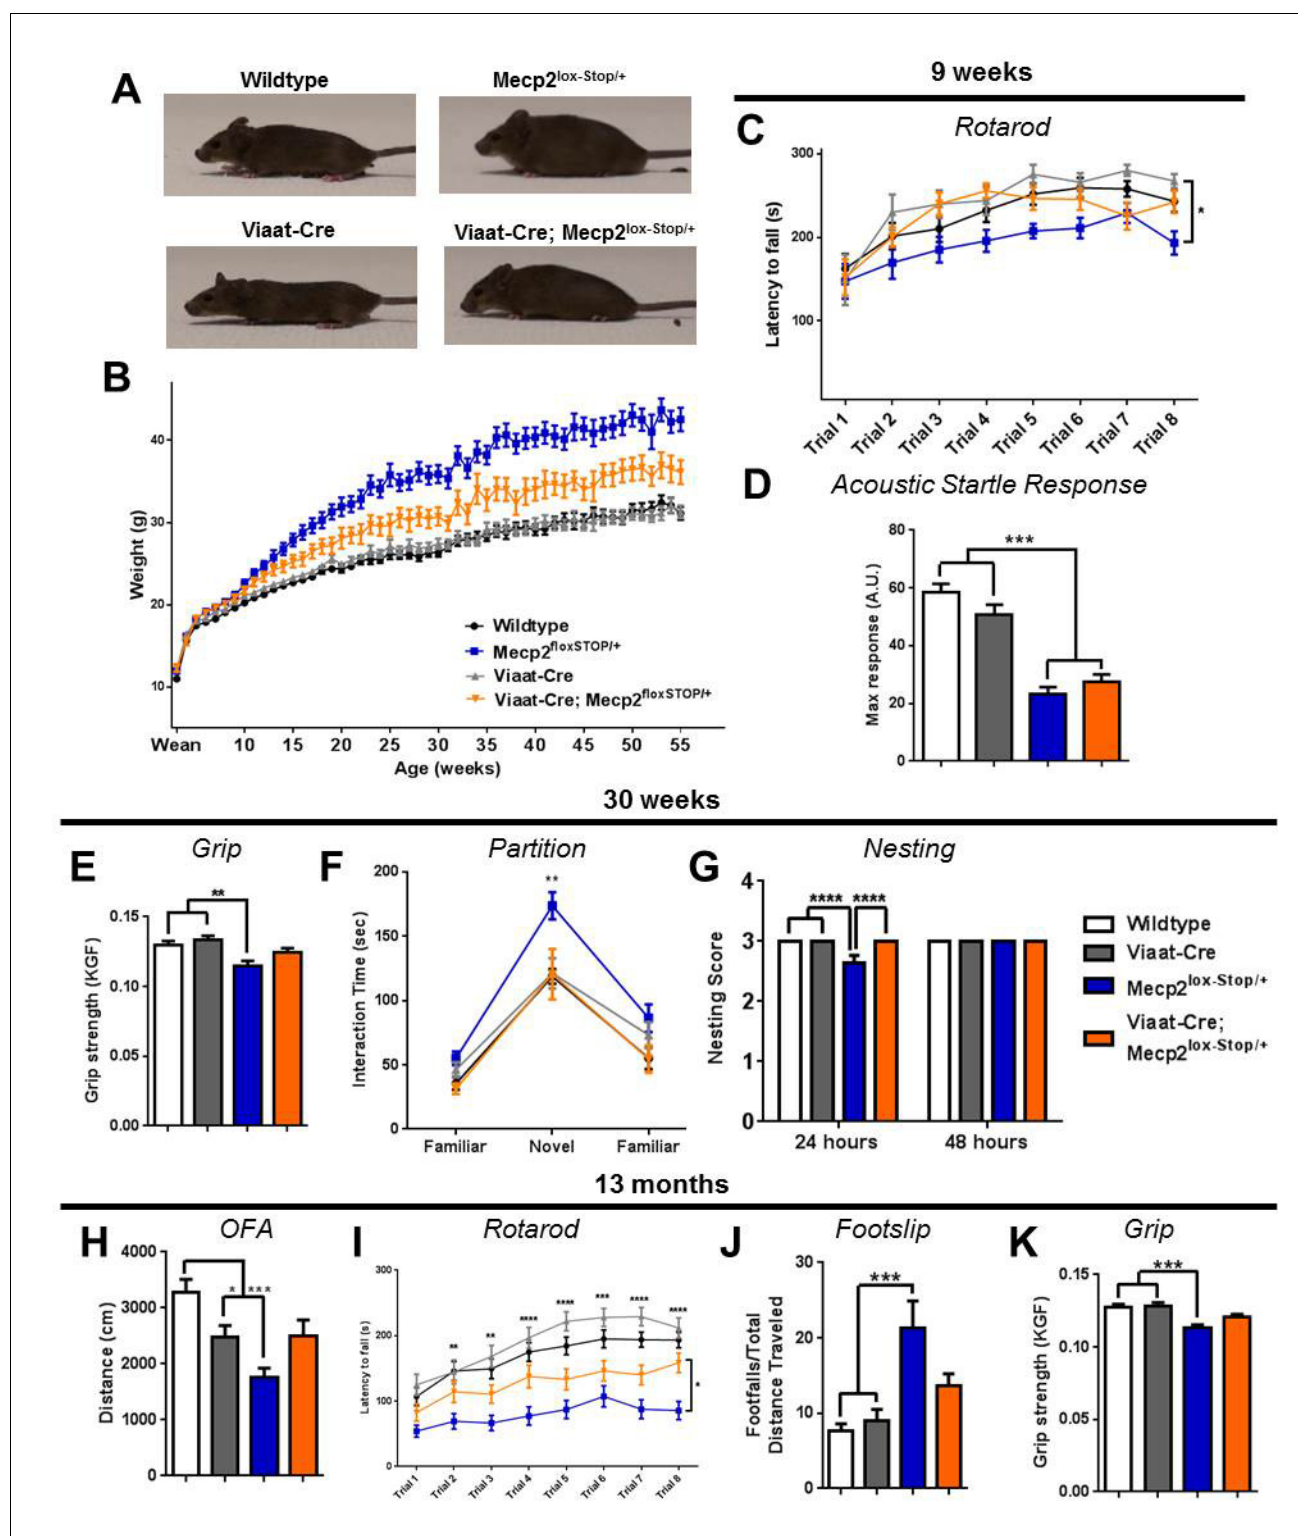 A
Wildtype
Mecp2lox-Stop/+
Viaat-Cre
Viaat-Cre; Mecp2lox-Stop/+
B
Weight (g)
40
30
20
10
Wildtype
Mecp2floxSTOP/+
Viaat-Cre
Viaat-Cre; Mecp2floxSTOP/+
Wean 10 15 20 25 30 35 40 45 50 55
Age (weeks)
9 weeks
C
Rotarod
Latency to fall (s)
300
200
100
*
Trial 1 Trial 2 Trial 3 Trial 4 Trial 5 Trial 6 Trial 7 Trial 8
D
Acoustic Startle Response
Max response (A.U.)
80
60
40
20
0
***
30 weeks
E
Grip
Grip strength (KGF)
0.15
0.10
0.05
0.00
**
F
Partition
Interaction Time (sec)
200
150
100
50
0
**
Familiar Novel Familiar
G
Nesting
Nesting Score
4
3
2
1
0
**** ****
24 hours 48 hours
Wildtype
Viaat-Cre
Mecp2lox-Stop/+
Viaat-Cre;
Mecp2lox-Stop/+
13 months
H
OFA
Distance (cm)
4000
3000
2000
1000
0
* ***
I
Rotarod
Latency to fall (s)
300
200
100
0
** ** **** **** *** **** ****
*
Trial 1 Trial 2 Trial 3 Trial 4 Trial 5 Trial 6 Trial 7 Trial 8
J
Footslip
Footfalls/Total
Distance Traveled
30
20
10
0
***
K
Grip
Grip strength (KGF)
0.15
0.10
0.05
0.00
***